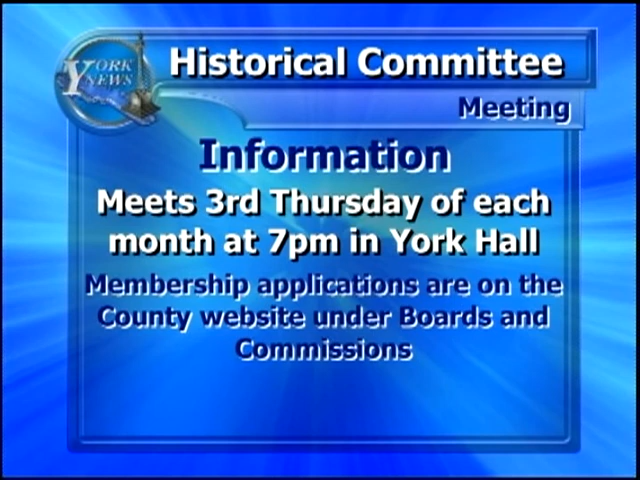 YORK
NEWS
Historical Committee
Meeting
Information
Meets 3rd Thursday of each
month at 7pm in York Hall
Membership applications are on the
County website under Boards and
Commissions